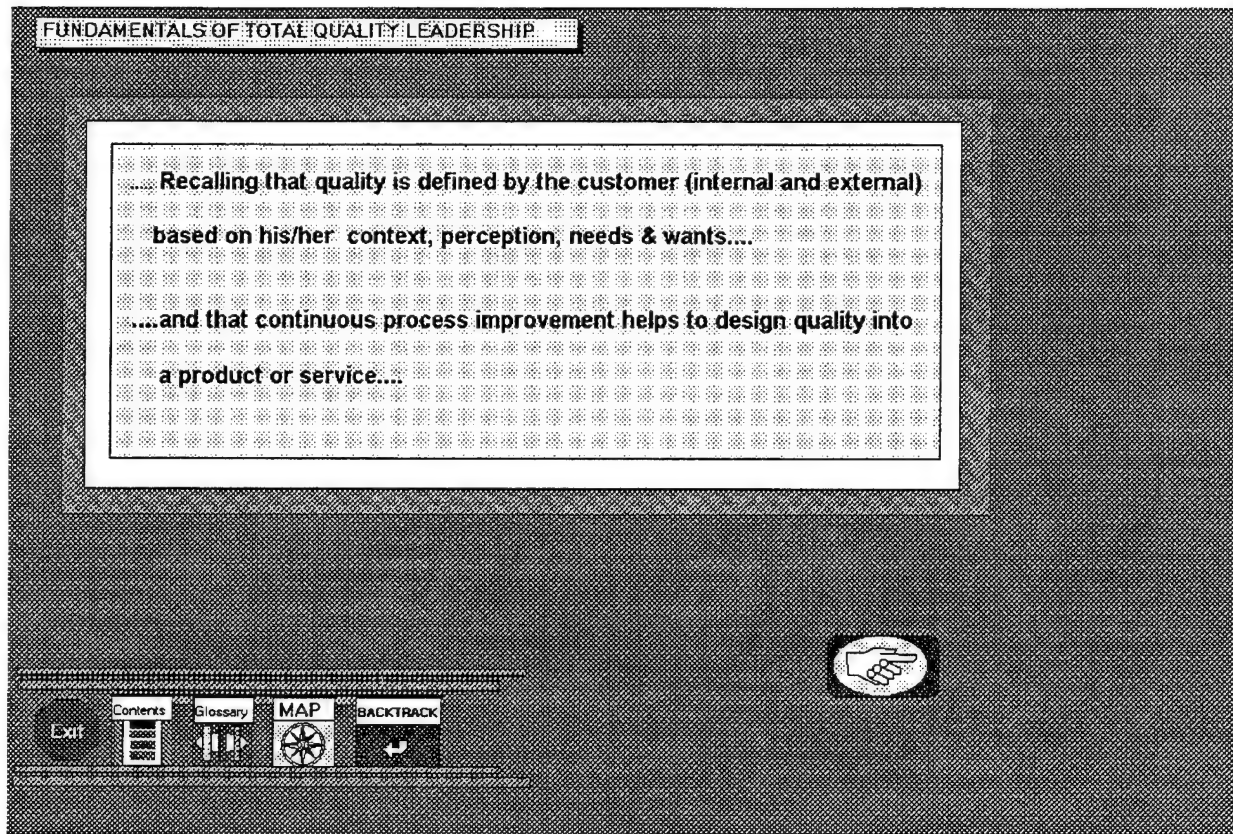 FUNDAMENTALS OF TOTAL QUALITY LEADERSHIP
.... Recalling that quality is defined by the customer (internal and external)
based on his/her context, perception, needs & wants....
....and that continuous process improvement helps to design quality into
a product or service....
Exit
Contents
Glossary
MAP
BACKTRACK